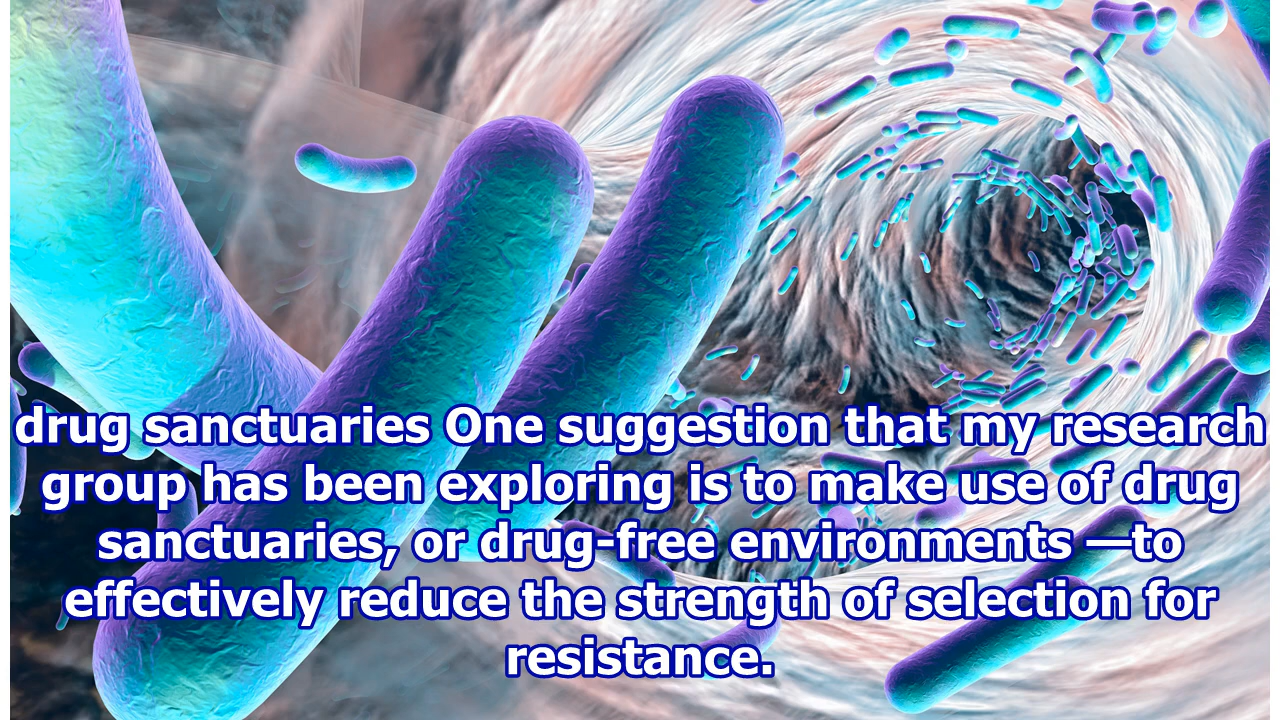 drug sanctuaries One suggestion that my research
group has been exploring is to make use of drug
sanctuaries, or drug-free environments —to
effectively reduce the strength of selection for
resistance.